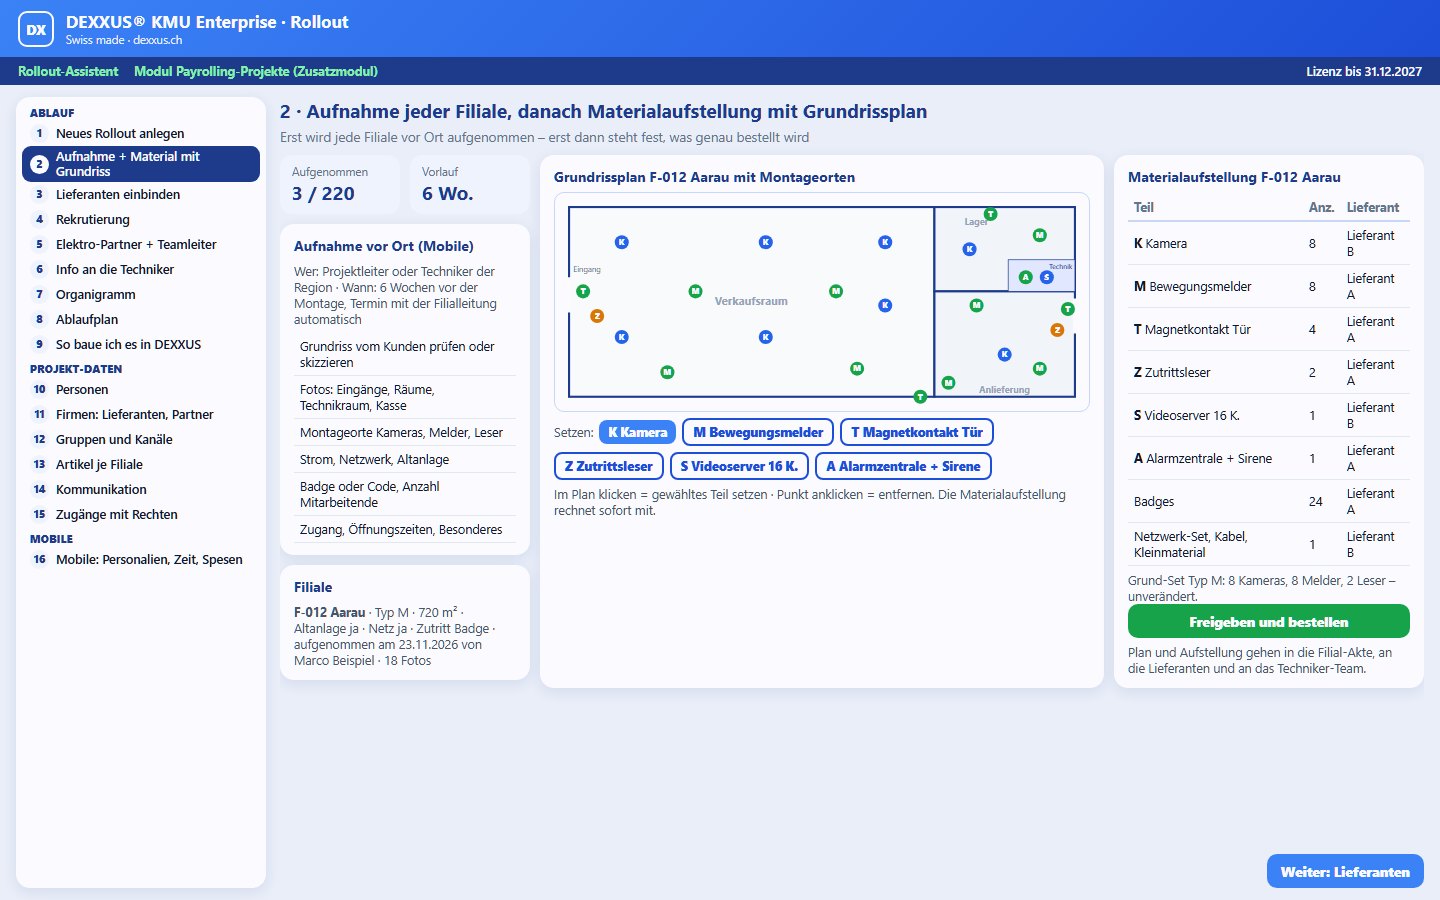 DX
DEXXUS® KMU Enterprise · Rollout
Swiss made · dexxus.ch
Rollout-Assistent Modul Payrolling-Projekte (Zusatzmodul)
Lizenz bis 31.12.2027
ABLAUF
1 Neues Rollout anlegen
2 Aufnahme + Material mit
Grundriss
3 Lieferanten einbinden
4 Rekrutierung
5 Elektro-Partner + Teamleiter
6 Info an die Techniker
7 Organigramm
8 Ablaufplan
9 So baue ich es in DEXXUS
PROJEKT-DATEN
10 Personen
11 Firmen: Lieferanten, Partner
12 Gruppen und Kanäle
13 Artikel je Filiale
14 Kommunikation
15 Zugänge mit Rechten
MOBILE
16 Mobile: Personalien, Zeit, Spesen
2 · Aufnahme jeder Filiale, danach Materialaufstellung mit Grundrissplan
Erst wird jede Filiale vor Ort aufgenommen – erst dann steht fest, was genau bestellt wird
Aufgenommen
3 / 220
Vorlauf
6 Wo.
Aufnahme vor Ort (Mobile)
Wer: Projektleiter oder Techniker der
Region · Wann: 6 Wochen vor der
Montage, Termin mit der Filialleitung
automatisch
Grundriss vom Kunden prüfen oder
skizzieren
Fotos: Eingänge, Räume,
Technikraum, Kasse
Montageorte Kameras, Melder, Leser
Strom, Netzwerk, Altanlage
Badge oder Code, Anzahl
Mitarbeitende
Zugang, Öffnungszeiten, Besonderes
Filiale
F-012 Aarau · Typ M · 720 m² ·
Altanlage ja · Netz ja · Zutritt Badge ·
aufgenommen am 23.11.2026 von
Marco Beispiel · 18 Fotos
Grundrissplan F-012 Aarau mit Montageorten
T
Lager
K K K K M
Eingang
Technik
A S
T M M
Verkaufsraum
K M T
Z Z
K K
K
M M M
M
Anlieferung
T
Setzen: K Kamera M Bewegungsmelder T Magnetkontakt Tür
Z Zutrittsleser S Videoserver 16 K. A Alarmzentrale + Sirene
Im Plan klicken = gewähltes Teil setzen · Punkt anklicken = entfernen. Die Materialaufstellung
rechnet sofort mit.
Materialaufstellung F-012 Aarau
Teil Anz. Lieferant
K Kamera 8 Lieferant
B
M Bewegungsmelder 8 Lieferant
A
T Magnetkontakt Tür 4 Lieferant
A
Z Zutrittsleser 2 Lieferant
A
S Videoserver 16 K. 1 Lieferant
B
A Alarmzentrale + Sirene 1 Lieferant
A
Badges 24 Lieferant
A
Netzwerk-Set, Kabel,
Kleinmaterial 1 Lieferant
B
Grund-Set Typ M: 8 Kameras, 8 Melder, 2 Leser –
unverändert.
Freigeben und bestellen
Plan und Aufstellung gehen in die Filial-Akte, an
die Lieferanten und an das Techniker-Team.
Weiter: Lieferanten